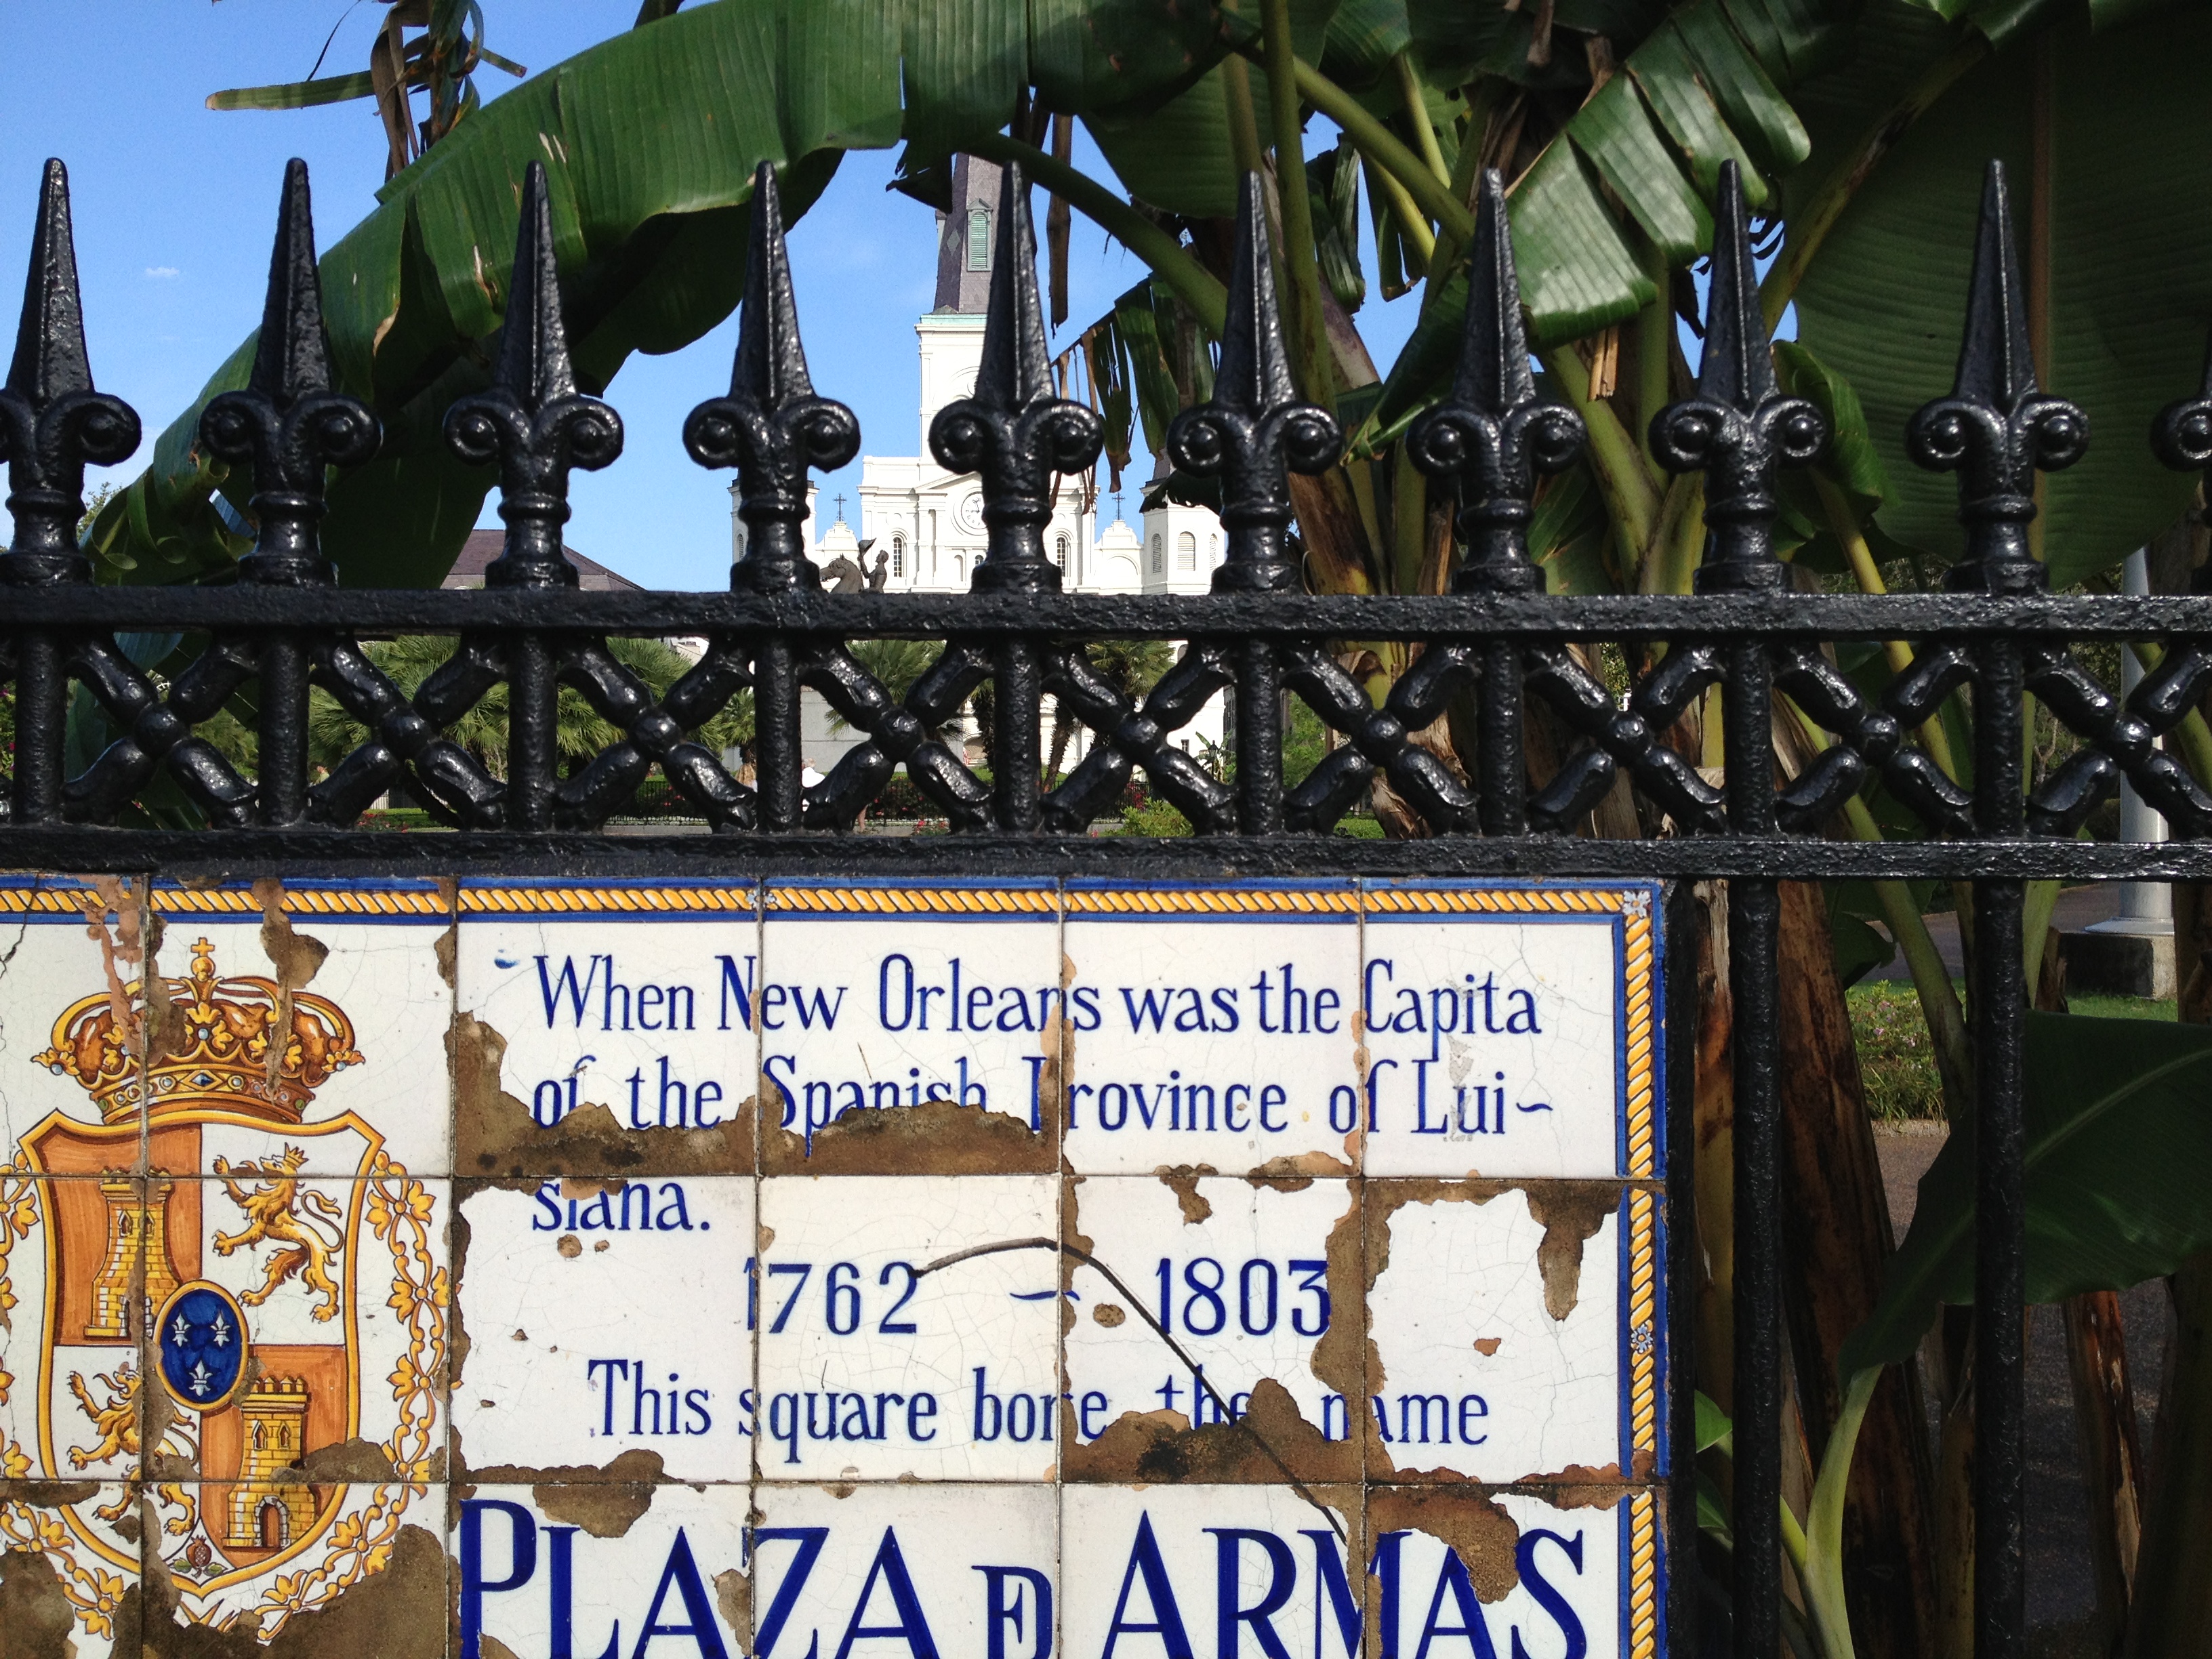 When New Orleans was the Capita
of the Spanish Province of Lui~
siana.
1762 ~ 1803
This square bore the name
PLAZA D ARMAS